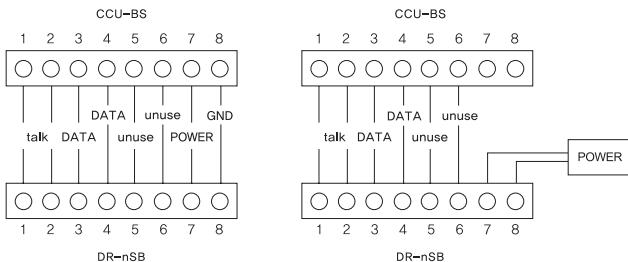 CCU-BS CCU-BS
1 2 3 4 5 6 7 8 1 2 3 4 5 6 7 8
DATA unuse GND DATA unuse
talk DATA unuse POWER talk DATA unuse
POWER
1 2 3 4 5 6 7 8 1 2 3 4 5 6 7 8
DR-nSB DR-nSB